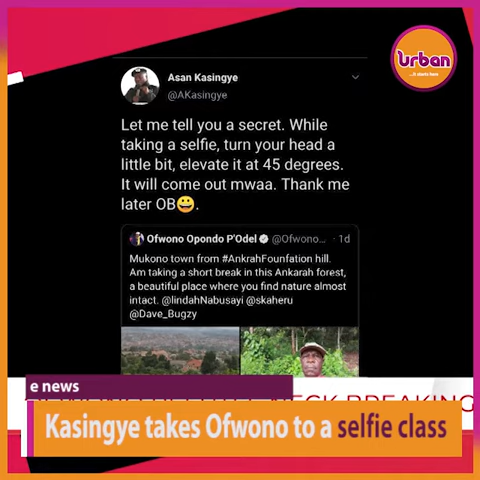 urban
...it starts here
Asan Kasingye
@AKasingye
Let me tell you a secret. While
taking a selfie, turn your head a
little bit, elevate it at 45 degrees.
It will come out mwaa. Thank me
later OB😀.
Ofwono Opondo P'Odel @Ofwono... · 1d
Mukono town from #AnkrahFounfation hill.
Am taking a short break in this Ankarah forest,
a beautiful place where you find nature almost
intact. @lindahNabusayi @skaheru
@Dave_Bugzy
e news
BREAKING
Kasingye takes Ofwono to a selfie class